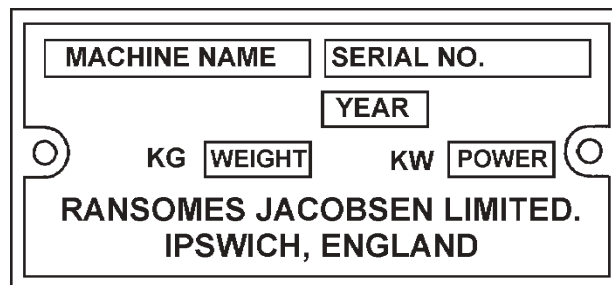 MACHINE NAME SERIAL NO.
YEAR
KG WEIGHT KW POWER
RANSOMES JACOBSEN LIMITED.
IPSWICH, ENGLAND